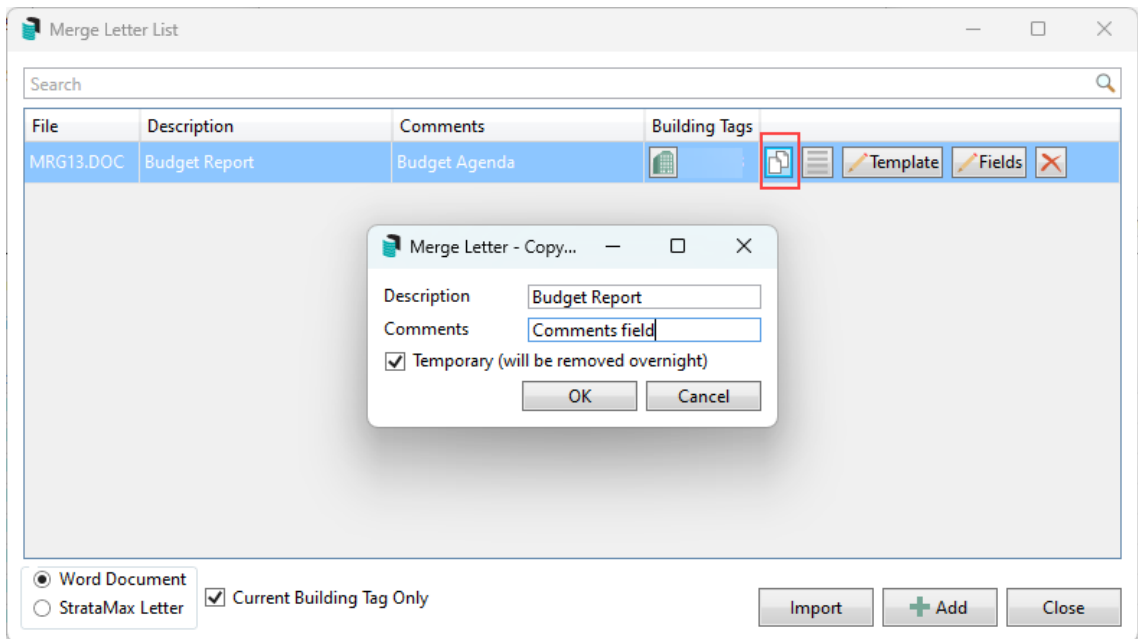 Merge Letter List
Search
File Description Comments Building Tags
MRG13.DOC Budget Report Budget Agenda Template Fields
Merge Letter - Copy...
Description Budget Report
Comments Comments field
Temporary (will be removed overnight)
OK Cancel
Word Document
StrataMax Letter
Current Building Tag Only
Import Add Close